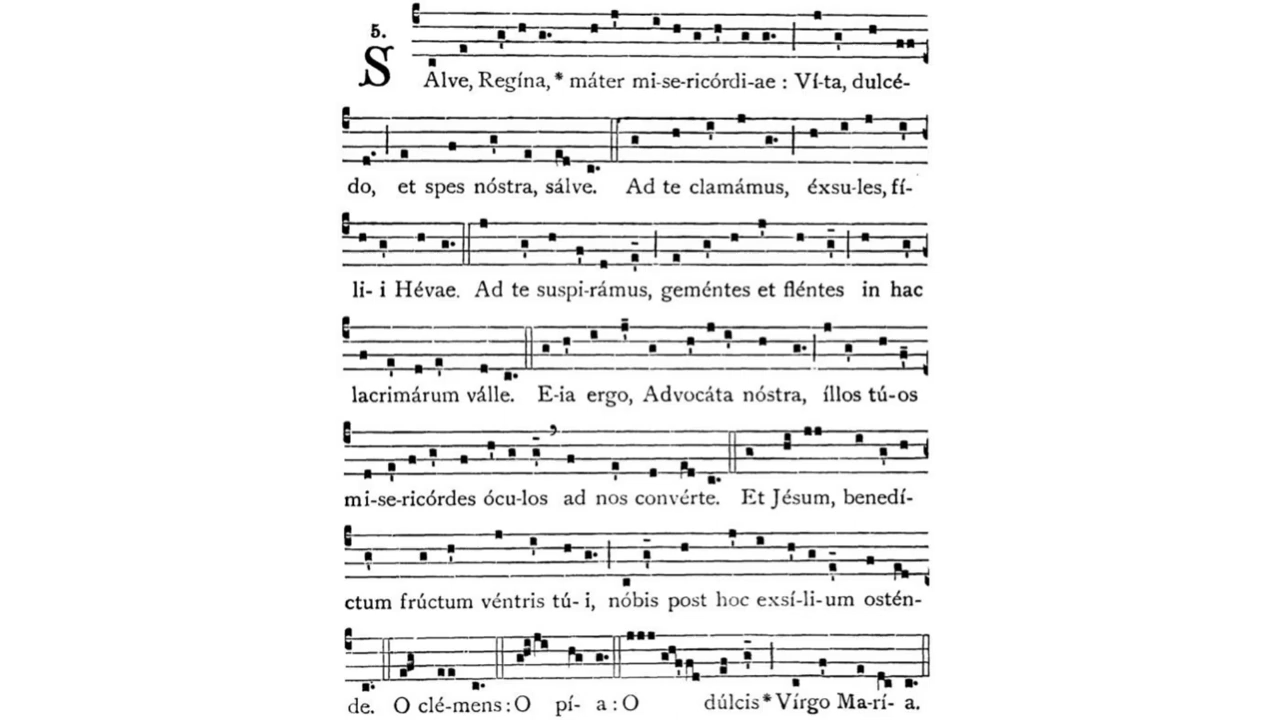 5.
SAlve, Regína, * máter mi-se-ricórdi-ae : Ví-ta, dulcé-
do, et spes nóstra, sálve. Ad te clamámus, éxsu-les, fí-
li- i Hévae. Ad te suspi-rámus, geméntes et fléntes in hac
lacrimárum válle. E-ia ergo, Advocáta nóstra, íllos tú-os
mi-se-ricórdes ócu-los ad nos convérte. Et Jésum, benedí-
ctum frúctum véntris tú- i, nóbis post hoc exsí-li-um ostén-
de. O clé-mens : O pí- a : O dúlcis * Vírgo Ma-rí- a.